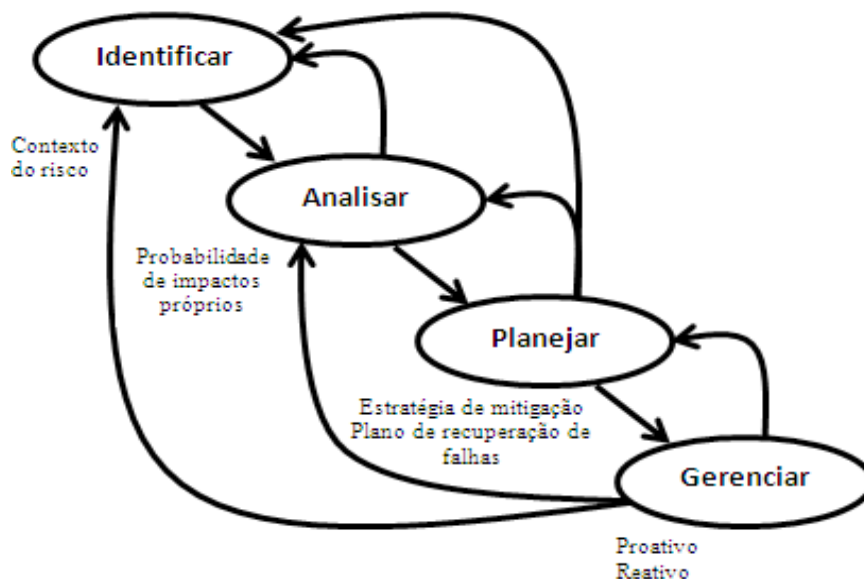 Identificar
Contexto
do risco
Analisar
Probabilidade
de impactos
próprios
Planejar
Estratégia de mitigação
Plano de recuperação de
falhas
Gerenciar
Proativo
Reativo